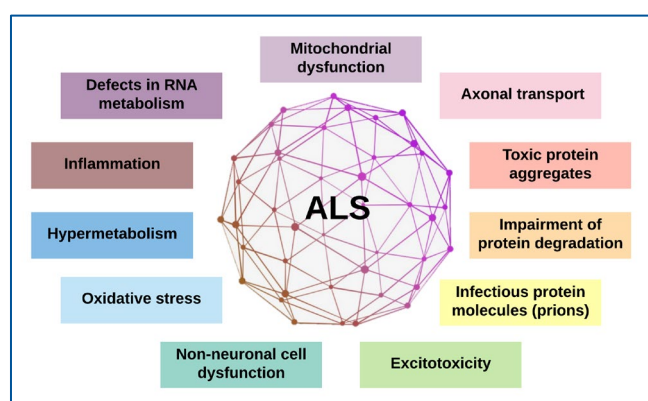 Mitochondrial
dysfunction
Defects in RNA
metabolism
Axonal transport
Inflammation
Toxic protein
aggregates
ALS
Hypermetabolism
Impairment of
protein degradation
Oxidative stress
Infectious protein
molecules (prions)
Non-neuronal cell
dysfunction
Excitotoxicity